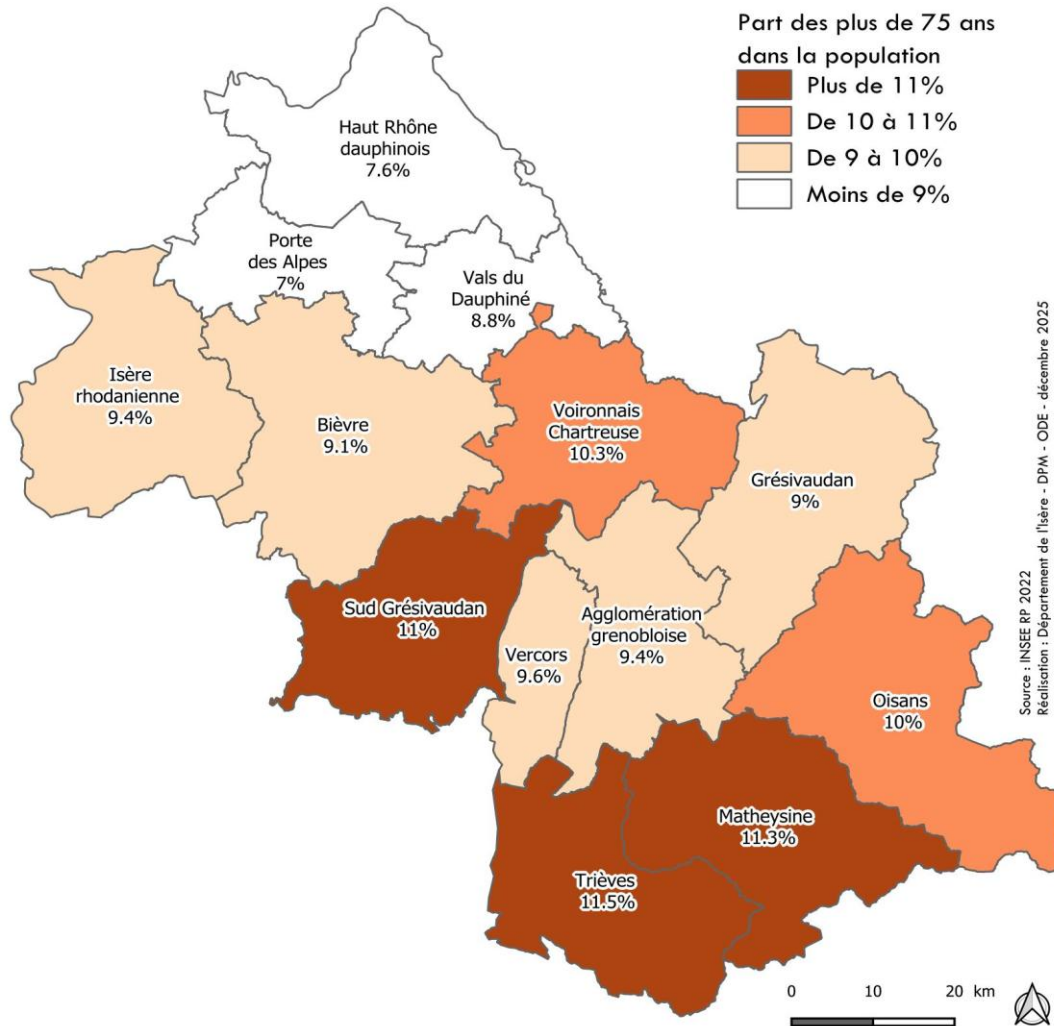 Part des plus de 75 ans
dans la population
Plus de 11%
De 10 à 11%
De 9 à 10%
Moins de 9%
Haut Rhône
dauphinois
7.6%
Porte
des Alpes
7%
Vals du
Dauphiné
8.8%
Isère
rhodanienne
9.4%
Bièvre
9.1%
Voironnais
Chartreuse
10.3%
Grésivaudan
9%
Sud Grésivaudan
11%
Vercors
9.6%
Agglomération
grenobloise
9.4%
Oisans
10%
Matheysine
11.3%
Trièves
11.5%
Source : INSEE RP 2022
Réalisation : Département de l'Isère - DPM - ODE - décembre 2025
0 10 20 km